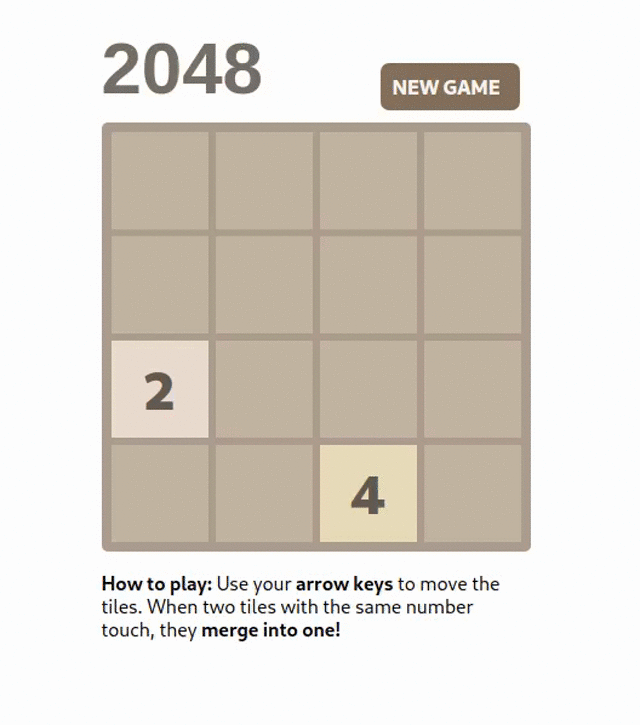 2048
NEW GAME
2
4
How to play: Use your arrow keys to move the
tiles. When two tiles with the same number
touch, they merge into one!